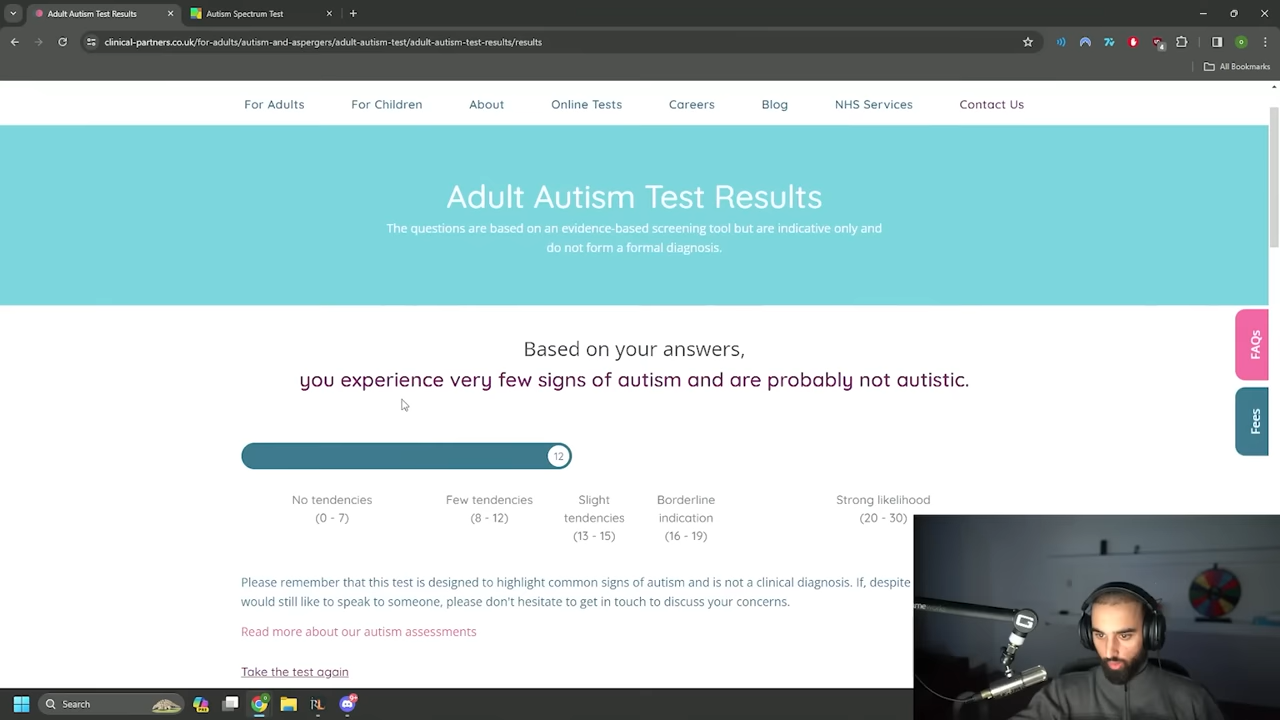 Adult Autism Test Results
Autism Spectrum Test
clinical-partners.co.uk/for-adults/autism-and-aspergers/adult-autism-test/adult-autism-test-results/results
All Bookmarks
For Adults
For Children
About
Online Tests
Careers
Blog
NHS Services
Contact Us
Adult Autism Test Results
The questions are based on an evidence-based screening tool but are indicative only and
do not form a formal diagnosis.
FAQs
Fees
Based on your answers,
you experience very few signs of autism and are probably not autistic.
12
No tendencies
(0 - 7)
Few tendencies
(8 - 12)
Slight
tendencies
(13 - 15)
Borderline
indication
(16 - 19)
Strong likelihood
(20 - 30)
Please remember that this test is designed to highlight common signs of autism and is not a clinical diagnosis. If, despite
would still like to speak to someone, please don't hesitate to get in touch to discuss your concerns.
Read more about our autism assessments
Take the test again
Search